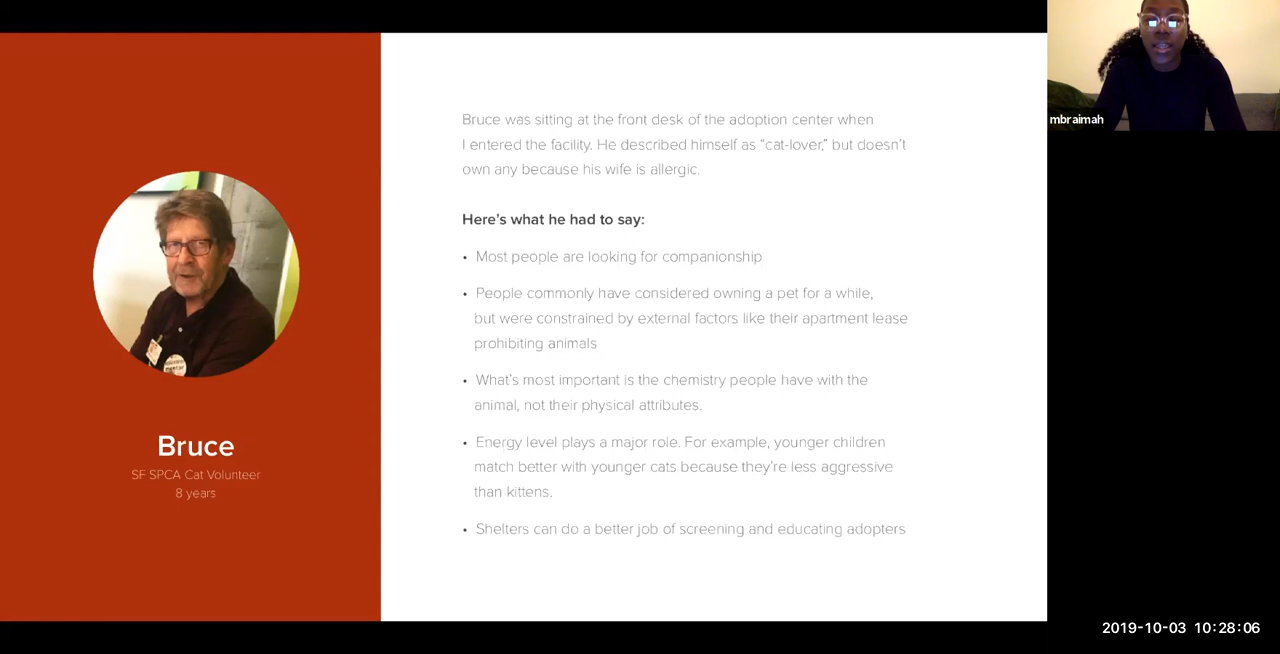 Bruce was sitting at the front desk of the adoption center when
I entered the facility. He described himself as “cat-lover,” but doesn’t
own any because his wife is allergic.
Here’s what he had to say:
• Most people are looking for companionship
• People commonly have considered owning a pet for a while,
but were constrained by external factors like their apartment lease
prohibiting animals
• What’s most important is the chemistry people have with the
animal, not their physical attributes.
• Energy level plays a major role. For example, younger children
match better with younger cats because they’re less aggressive
than kittens.
• Shelters can do a better job of screening and educating adopters
Bruce
SF SPCA Cat Volunteer
8 years
mbraimah
2019-10-03 10:28:06